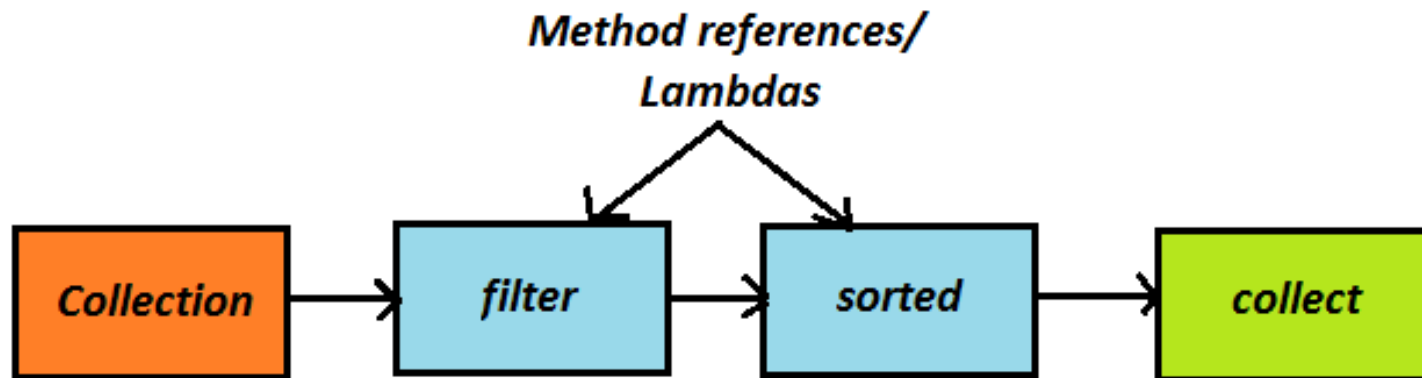 Method references/
Lambdas
Collection
filter
sorted
collect